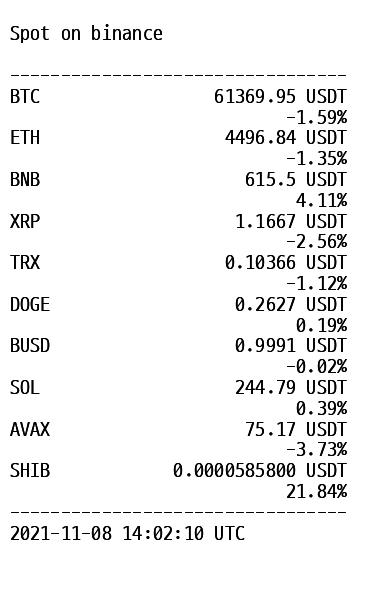 Spot on binance
---------------------------------
BTC 61369.95 USDT
-1.59%
ETH 4496.84 USDT
-1.35%
BNB 615.5 USDT
4.11%
XRP 1.1667 USDT
-2.56%
TRX 0.10366 USDT
-1.12%
DOGE 0.2627 USDT
0.19%
BUSD 0.9991 USDT
-0.02%
SOL 244.79 USDT
0.39%
AVAX 75.17 USDT
-3.73%
SHIB 0.0000585800 USDT
21.84%
---------------------------------
2021-11-08 14:02:10 UTC